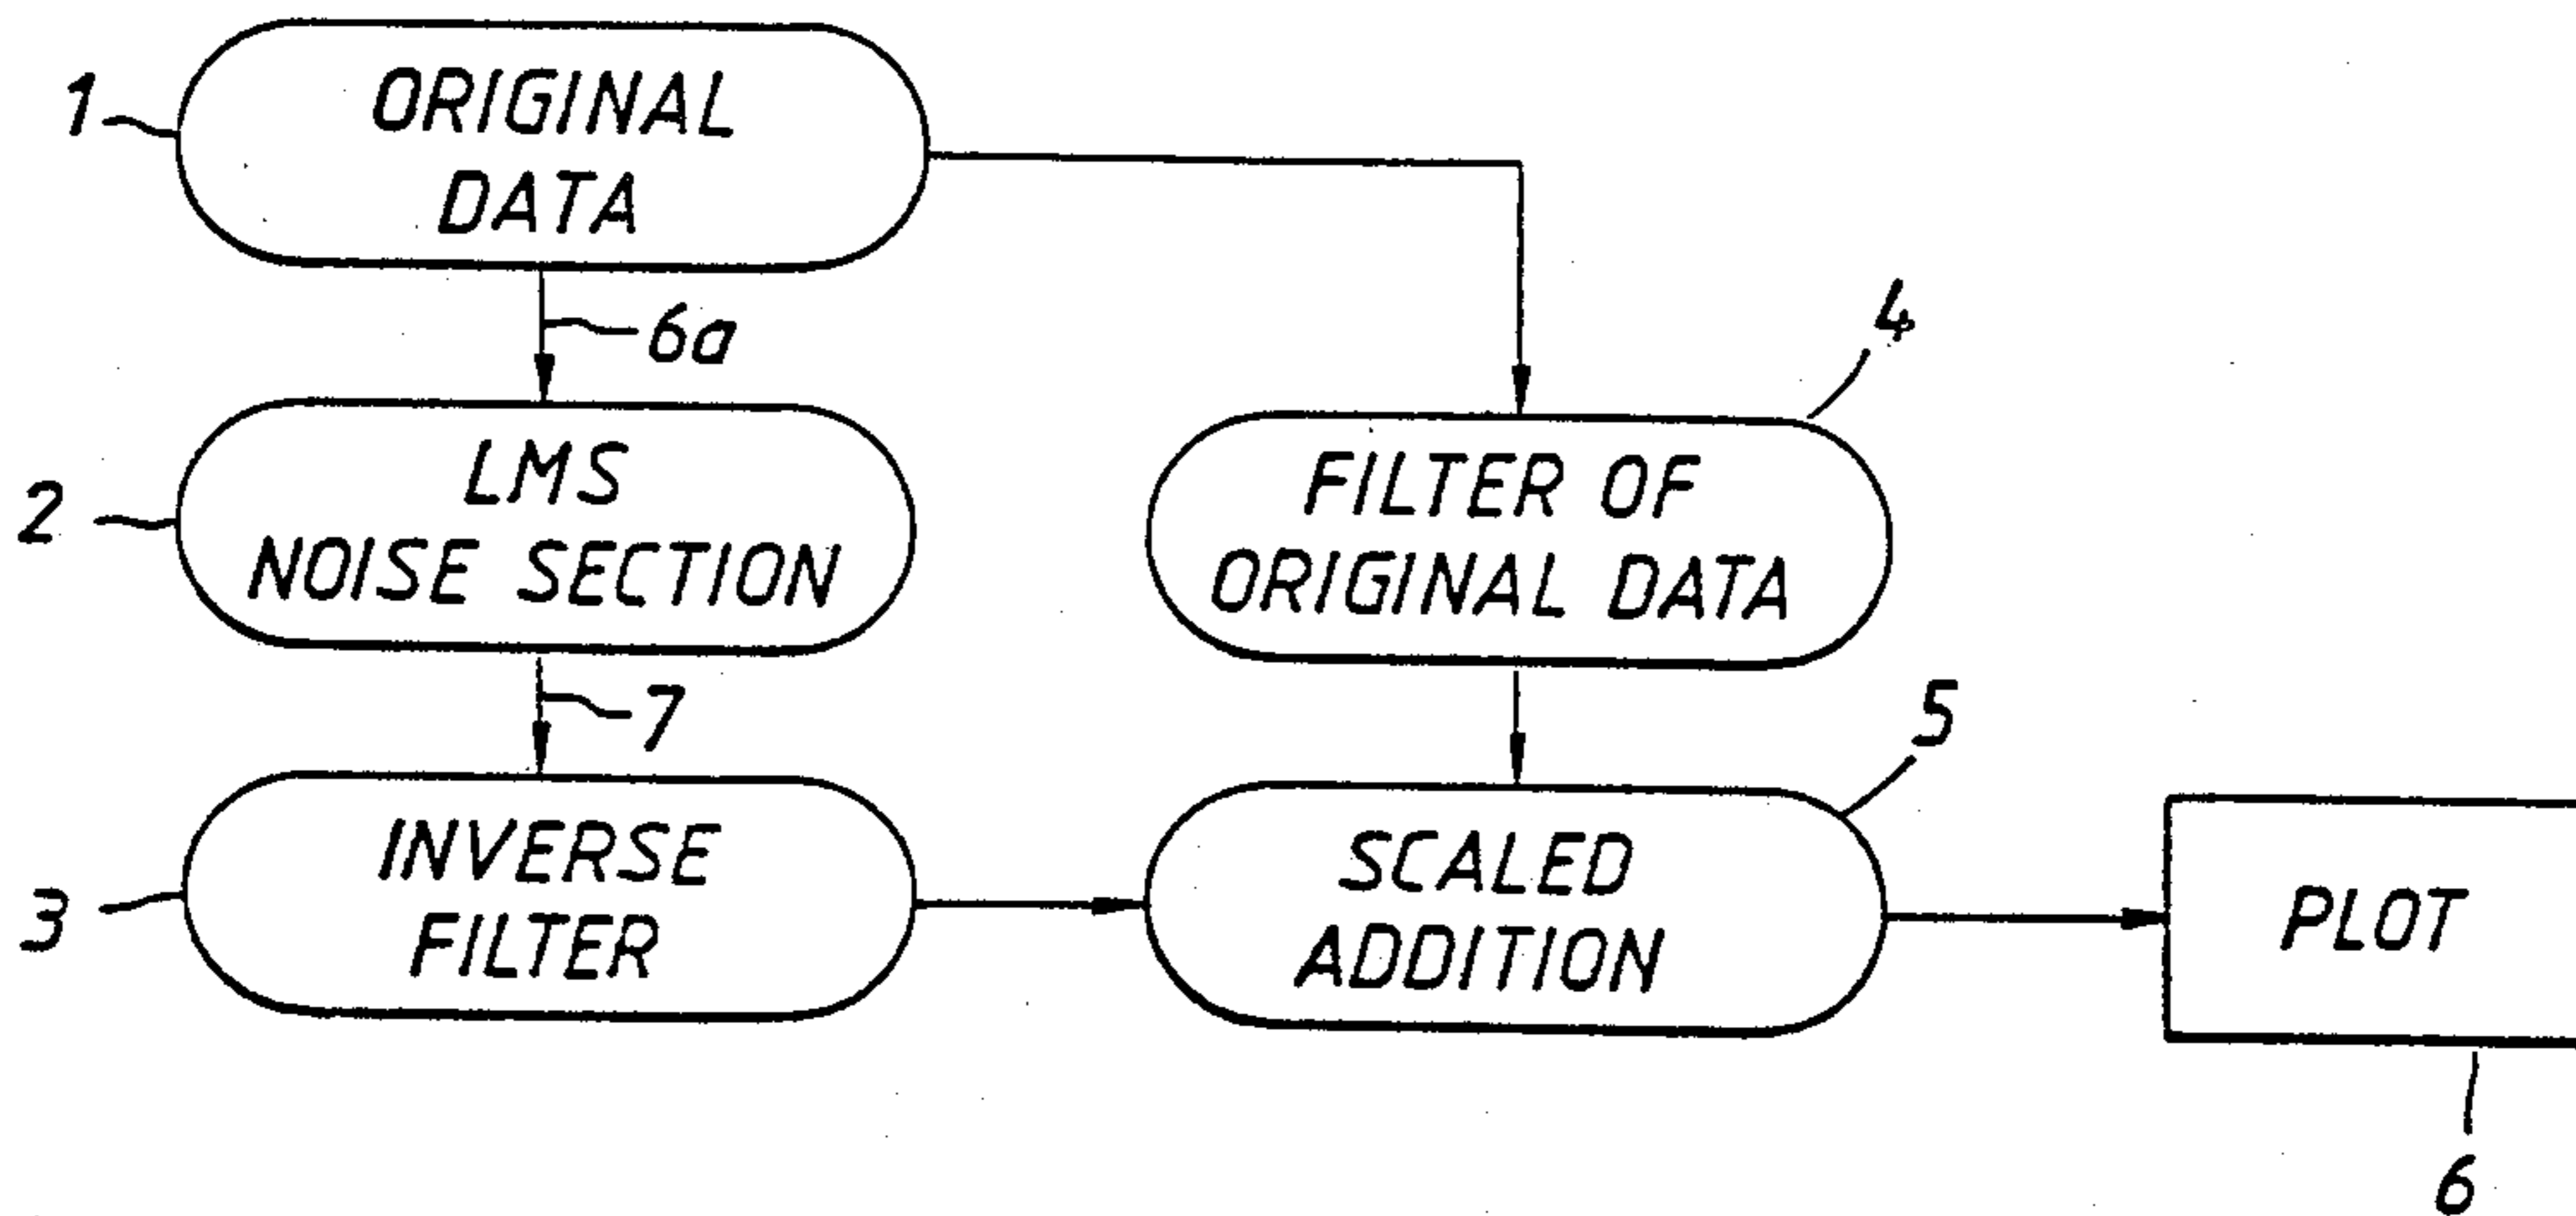 1
ORIGINAL
DATA
6a
4
2
LMS
NOISE SECTION
FILTER OF
ORIGINAL DATA
7
5
3
INVERSE
FILTER
SCALED
ADDITION
PLOT
6